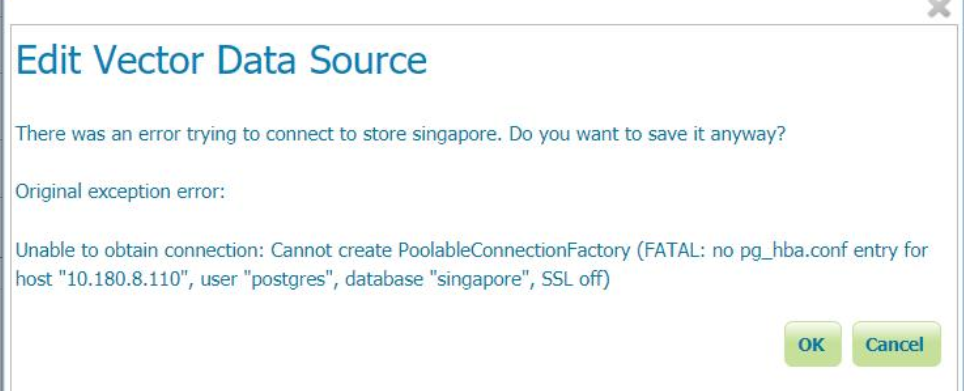 Edit Vector Data Source
There was an error trying to connect to store singapore. Do you want to save it anyway?
Original exception error:
Unable to obtain connection: Cannot create PoolableConnectionFactory (FATAL: no pg_hba.conf entry for
host "10.180.8.110", user "postgres", database "singapore", SSL off)
OK Cancel